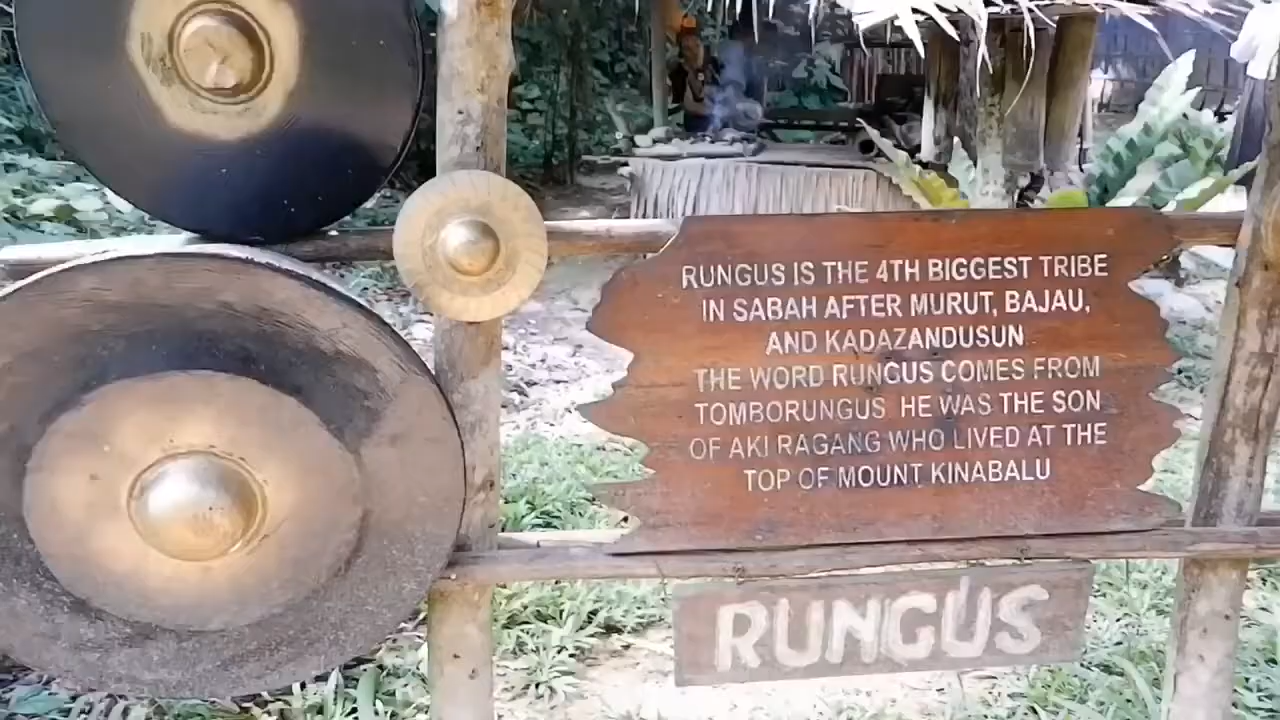 RUNGUS IS THE 4TH BIGGEST TRIBE
IN SABAH AFTER MURUT, BAJAU,
AND KADAZANDUSUN
THE WORD RUNGUS COMES FROM
TOMBORUNGUS HE WAS THE SON
OF AKI RAGANG WHO LIVED AT THE
TOP OF MOUNT KINABALU
RUNGUS